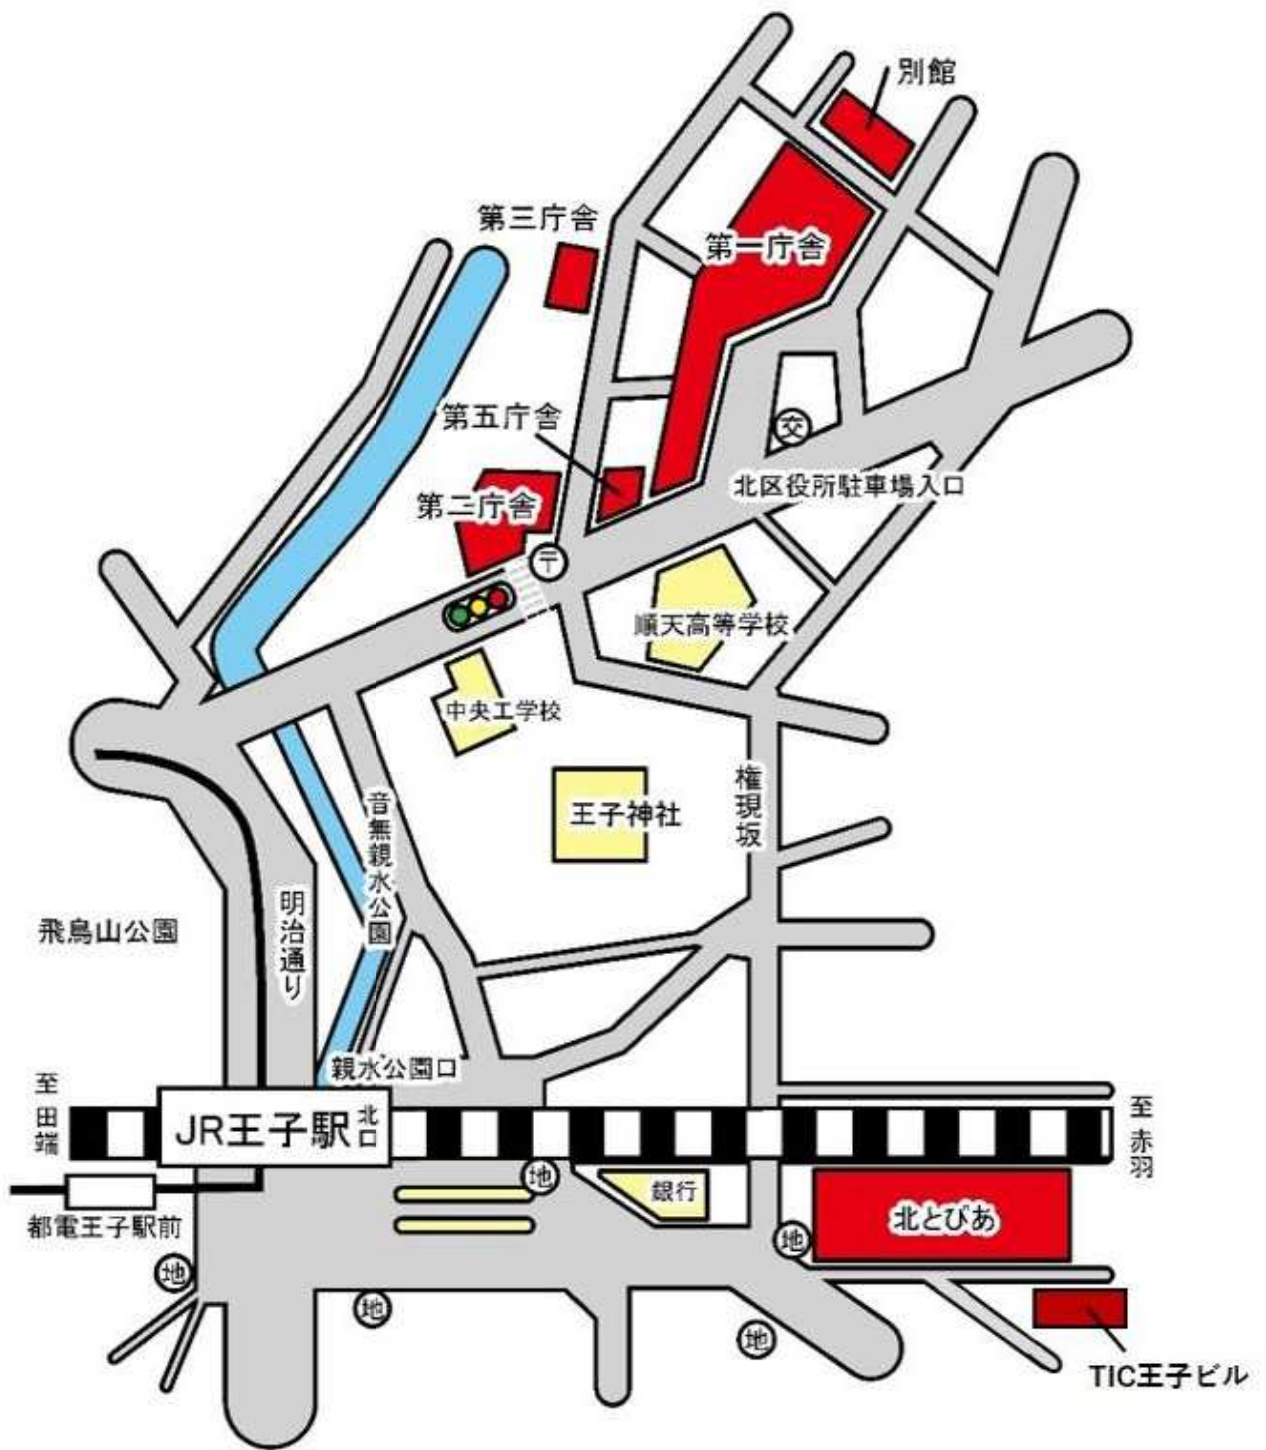 別館
第三庁舎
第一庁舎
第五庁舎
交
北区役所駐車場入口
第二庁舎
〒
順天高等学校
中央工学校
王子神社
権現坂
音無親水公園
明治通り
飛鳥山公園
親水公園口
至田端
JR王子駅
北口
至赤羽
地
銀行
北とぴあ
都電王子駅前
地
地
地
地
TIC王子ビル